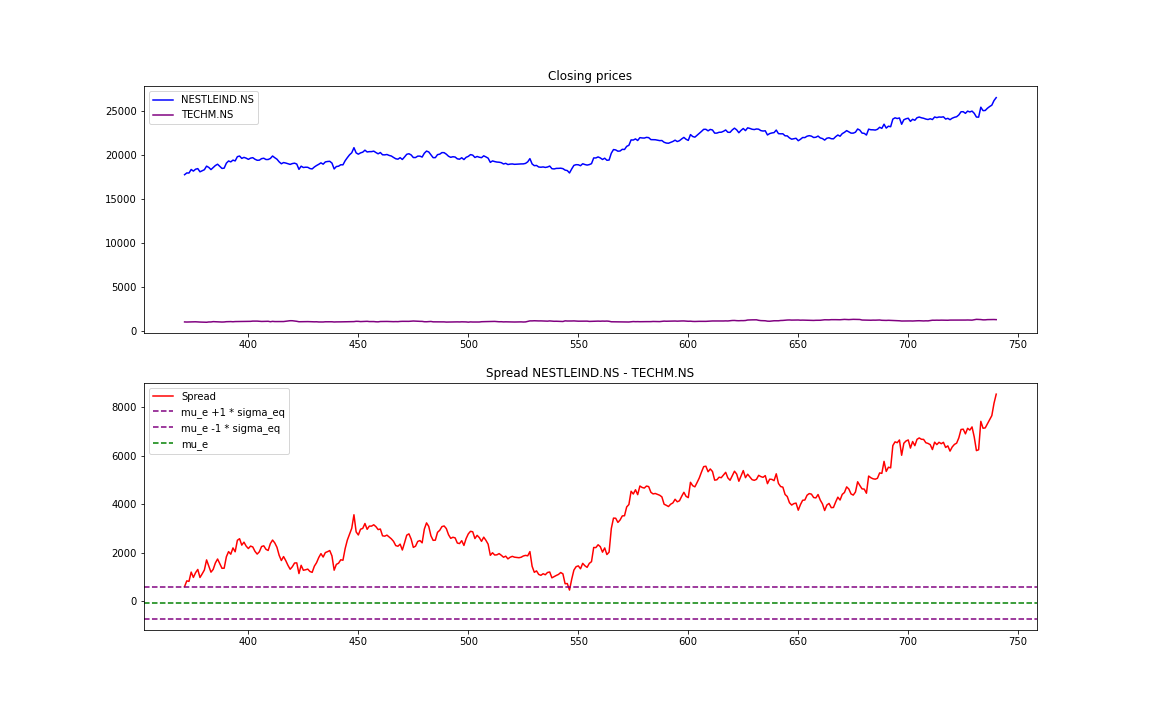 Closing prices
NESTLEIND.NS
TECHM.NS
25000
20000
15000
10000
5000
0
400 450 500 550 600 650 700 750
Spread NESTLEIND.NS - TECHM.NS
Spread
mu_e +1 * sigma_eq
mu_e -1 * sigma_eq
mu_e
8000
6000
4000
2000
0
400 450 500 550 600 650 700 750